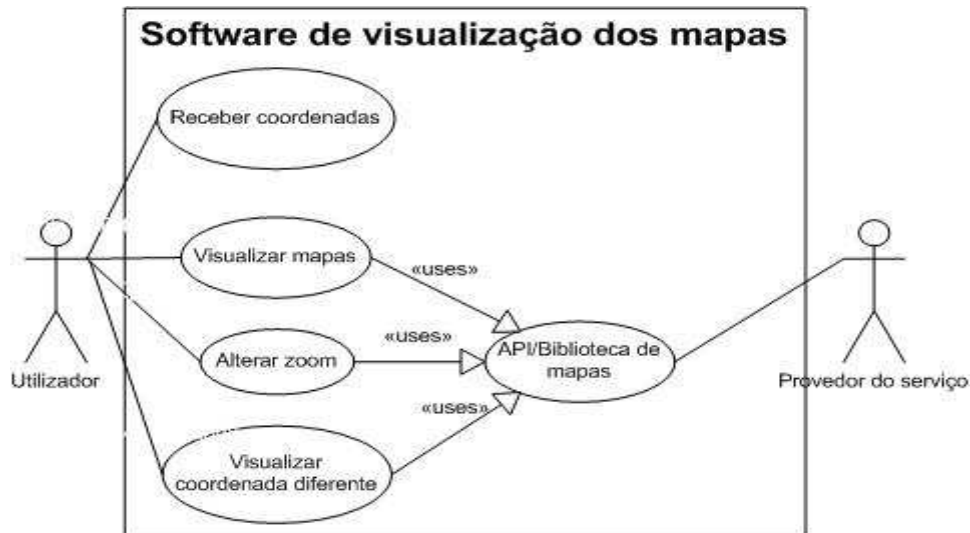 Software de visualização dos mapas
Receber coordenadas
Visualizar mapas
«uses»
Alterar zoom
«uses»
API/Biblioteca de
mapas
Utilizador
Provedor do serviço
«uses»
Visualizar
coordenada diferente